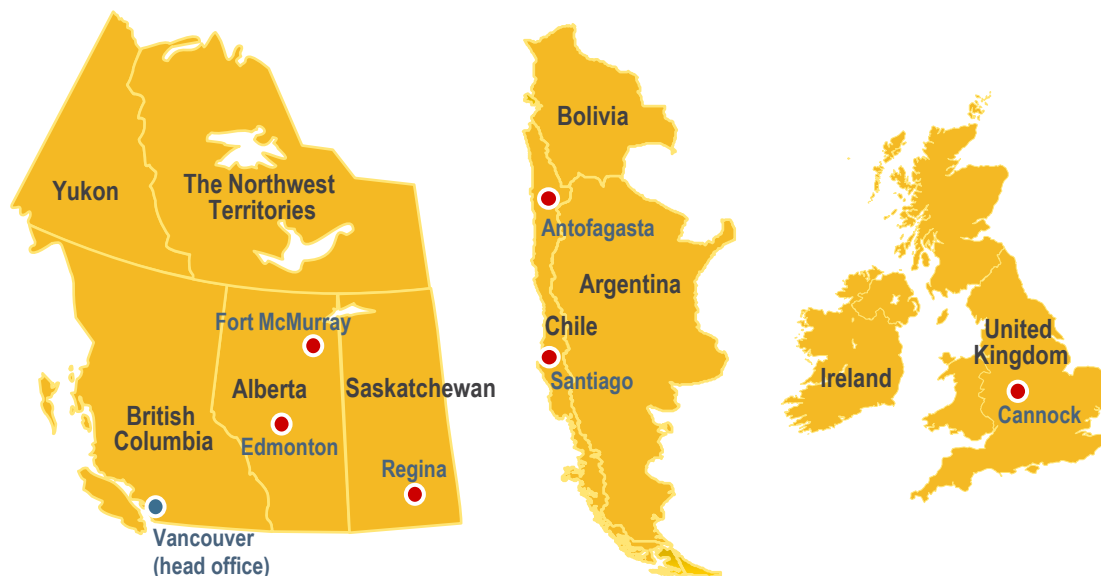 Yukon
The Northwest
Territories
Fort McMurray
Alberta
Saskatchewan
British
Columbia
Edmonton
Regina
Vancouver
(head office)
Bolivia
Antofagasta
Argentina
Chile
Santiago
United
Kingdom
Ireland
Cannock